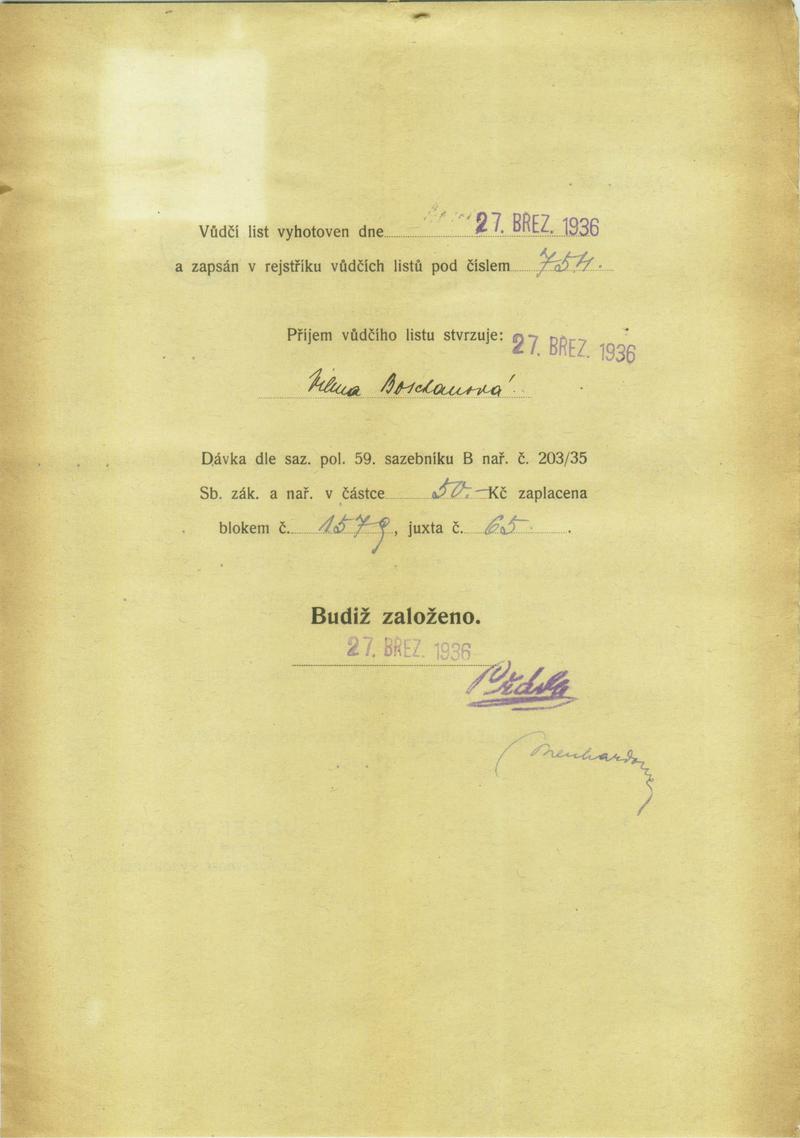 Vůdčí list vyhotoven dne 27. BŘEZ. 1936
a zapsán v rejstříku vůdčích listů pod číslem 754.
Příjem vůdčího listu stvrzuje: 27. BŘEZ. 1936
Vilma Boschanová
Dávka dle saz. pol. 59. sazebníku B nař. č. 203/35
Sb. zák. a nař. v částce 50.- Kč zaplacena
blokem č. 1579, juxta č. 65.
Budiž založeno.
27. BŘEZ. 1936